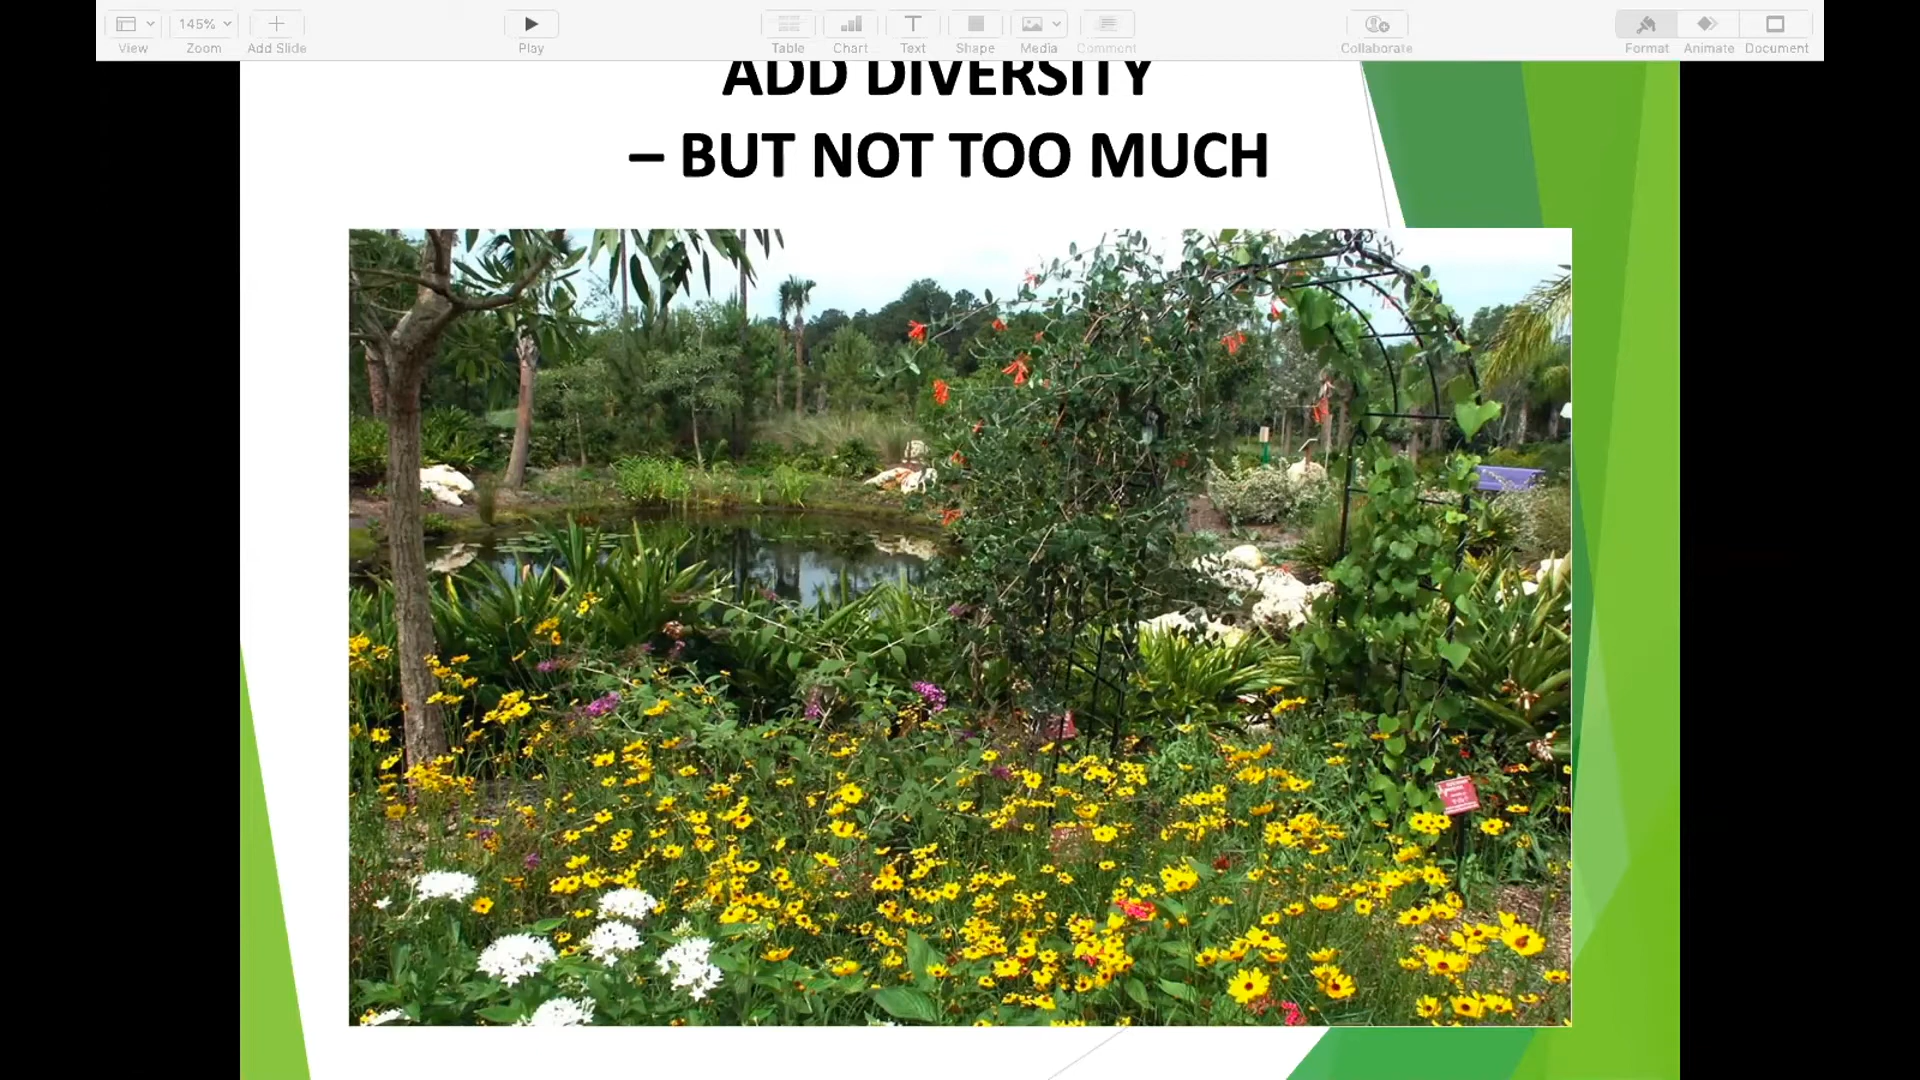 145%
View
Zoom
Add Slide
Play
Table
Chart
Text
Shape
Media
Comment
Collaborate
Format
Animate
Document
ADD DIVERSITY
– BUT NOT TOO MUCH